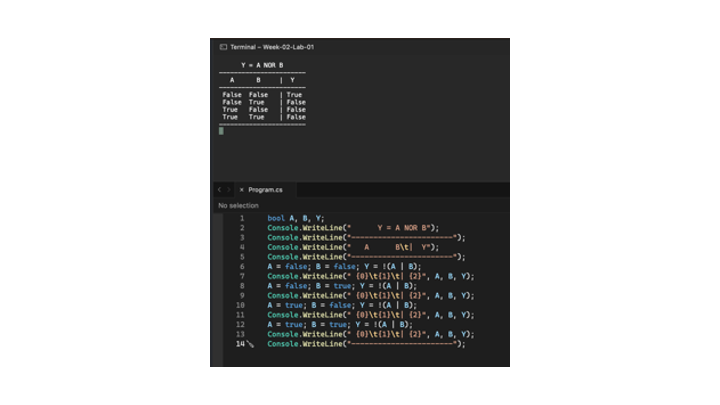 Terminal – Week-02-Lab-01
Y = A NOR B
-----------------------
A B | Y
-----------------------
False False | True
False True | False
True False | False
True True | False
-----------------------
< > × Program.cs
No selection
1 bool A, B, Y;
2 Console.WriteLine("      Y = A NOR B");
3 Console.WriteLine("-----------------------");
4 Console.WriteLine("   A      B\t|  Y");
5 Console.WriteLine("-----------------------");
6 A = false; B = false; Y = !(A | B);
7 Console.WriteLine(" {0}\t{1}\t| {2}", A, B, Y);
8 A = false; B = true; Y = !(A | B);
9 Console.WriteLine(" {0}\t{1}\t| {2}", A, B, Y);
10 A = true; B = false; Y = !(A | B);
11 Console.WriteLine(" {0}\t{1}\t| {2}", A, B, Y);
12 A = true; B = true; Y = !(A | B);
13 Console.WriteLine(" {0}\t{1}\t| {2}", A, B, Y);
14 Console.WriteLine("-----------------------");